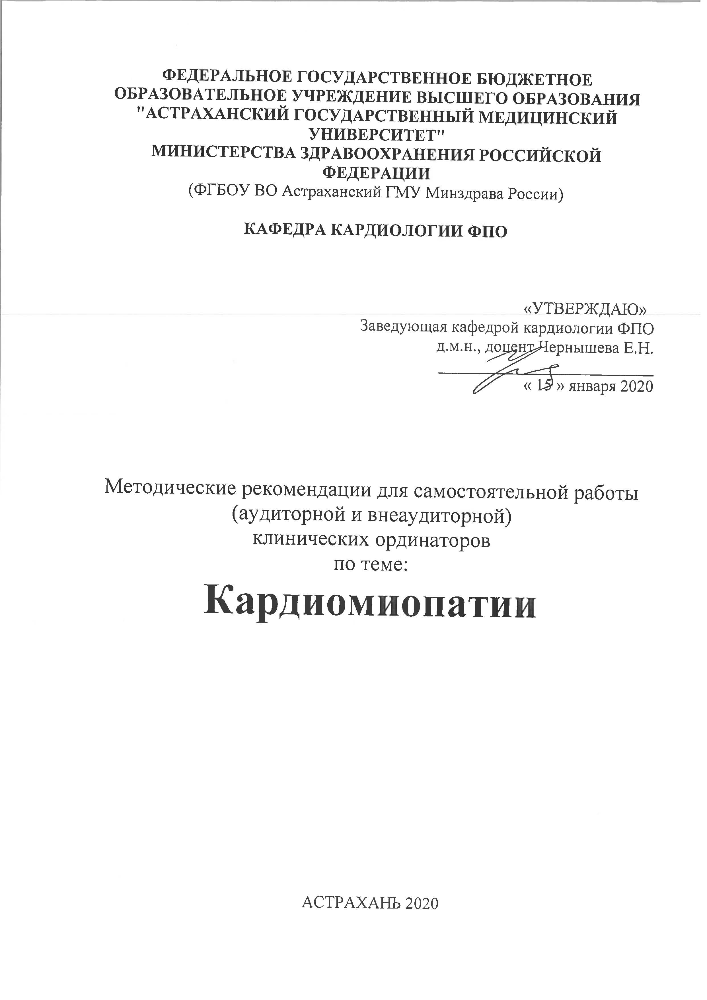 ФЕДЕРАЛЬНОЕ ГОСУДАРСТВЕННОЕ БЮДЖЕТНОЕ
ОБРАЗОВАТЕЛЬНОЕ УЧРЕЖДЕНИЕ ВЫСШЕГО ОБРАЗОВАНИЯ
"АСТРАХАНСКИЙ ГОСУДАРСТВЕННЫЙ МЕДИЦИНСКИЙ
УНИВЕРСИТЕТ"
МИНИСТЕРСТВА ЗДРАВООХРАНЕНИЯ РОССИЙСКОЙ
ФЕДЕРАЦИИ
(ФГБОУ ВО Астраханский ГМУ Минздрава России)
КАФЕДРА КАРДИОЛОГИИ ФПО
«УТВЕРЖДАЮ»
Заведующая кафедрой кардиологии ФПО
д.м.н., доцент Чернышева Е.Н.
« 15 » января 2020
Методические рекомендации для самостоятельной работы
(аудиторной и внеаудиторной)
клинических ординаторов
по теме:
Кардиомиопатии
АСТРАХАНЬ 2020